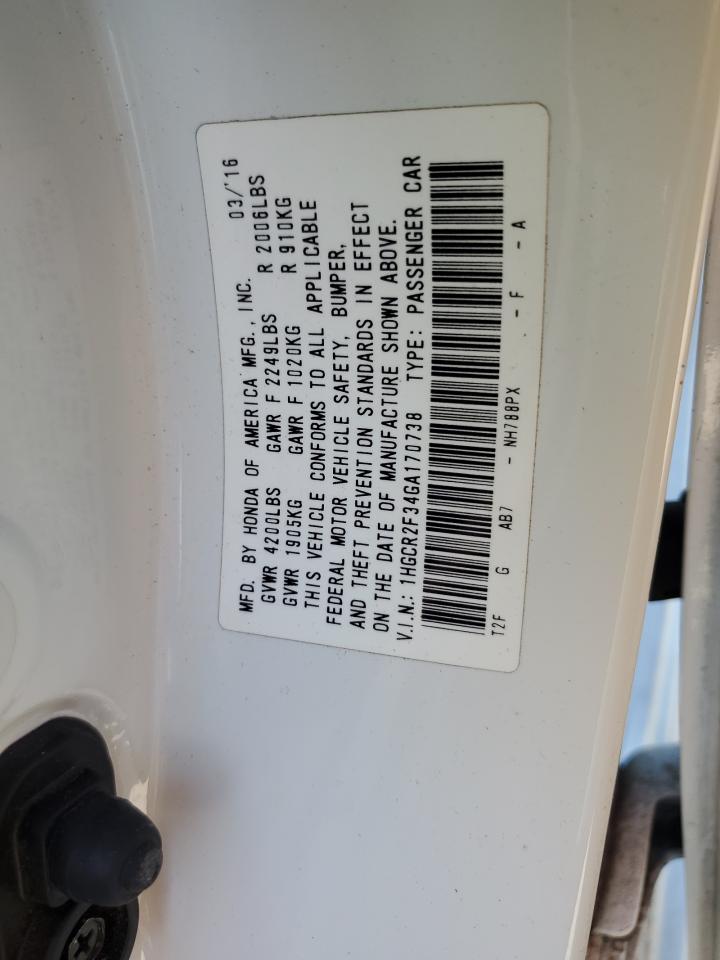 MFD. BY HONDA OF AMERICA MFG., INC. 03/'16
GVWR 4200LBS GAWR F 2249LBS R 2006LBS
GVWR 1905KG GAWR F 1020KG R 910KG
THIS VEHICLE CONFORMS TO ALL APPLICABLE
FEDERAL MOTOR VEHICLE SAFETY, BUMPER,
AND THEFT PREVENTION STANDARDS IN EFFECT
ON THE DATE OF MANUFACTURE SHOWN ABOVE.
V.I.N.: 1HGCR2F34GA170738 TYPE: PASSENGER CAR
T2F G AB7 - NH788PX . - F - A